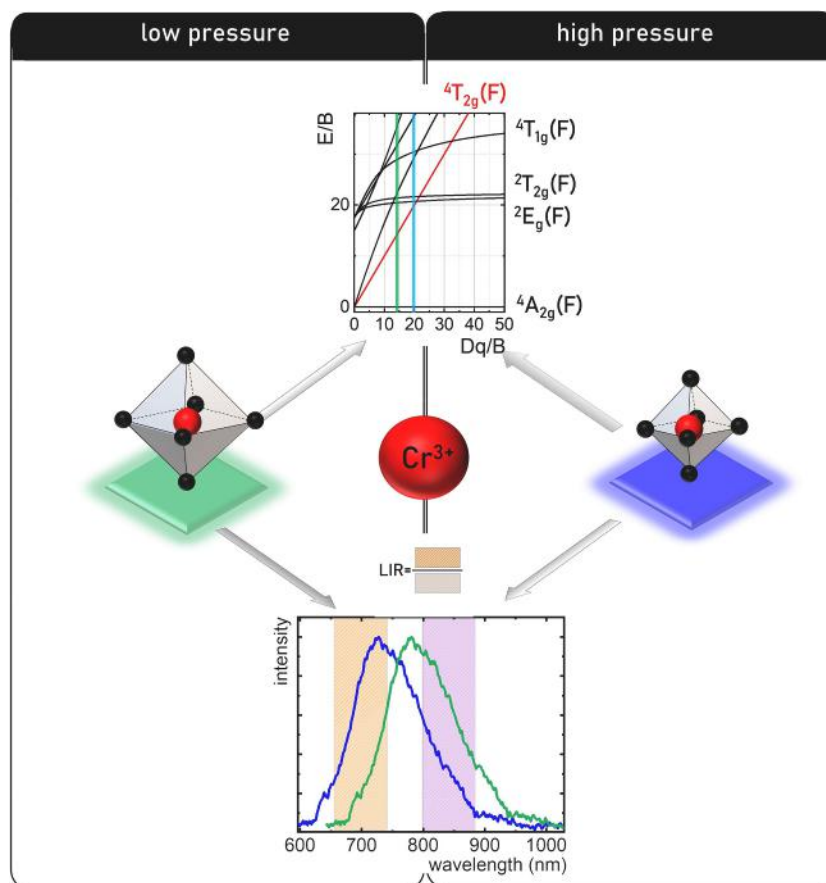 low pressure
high pressure
⁴T₂g(F)
E/B
⁴T₁g(F)
²T₂g(F)
20
²E_g(F)
0
⁴A₂g(F)
0 10 20 30 40 50
Dq/B
Cr³⁺
LIR=
intensity
600 700 800 900 1000
wavelength (nm)